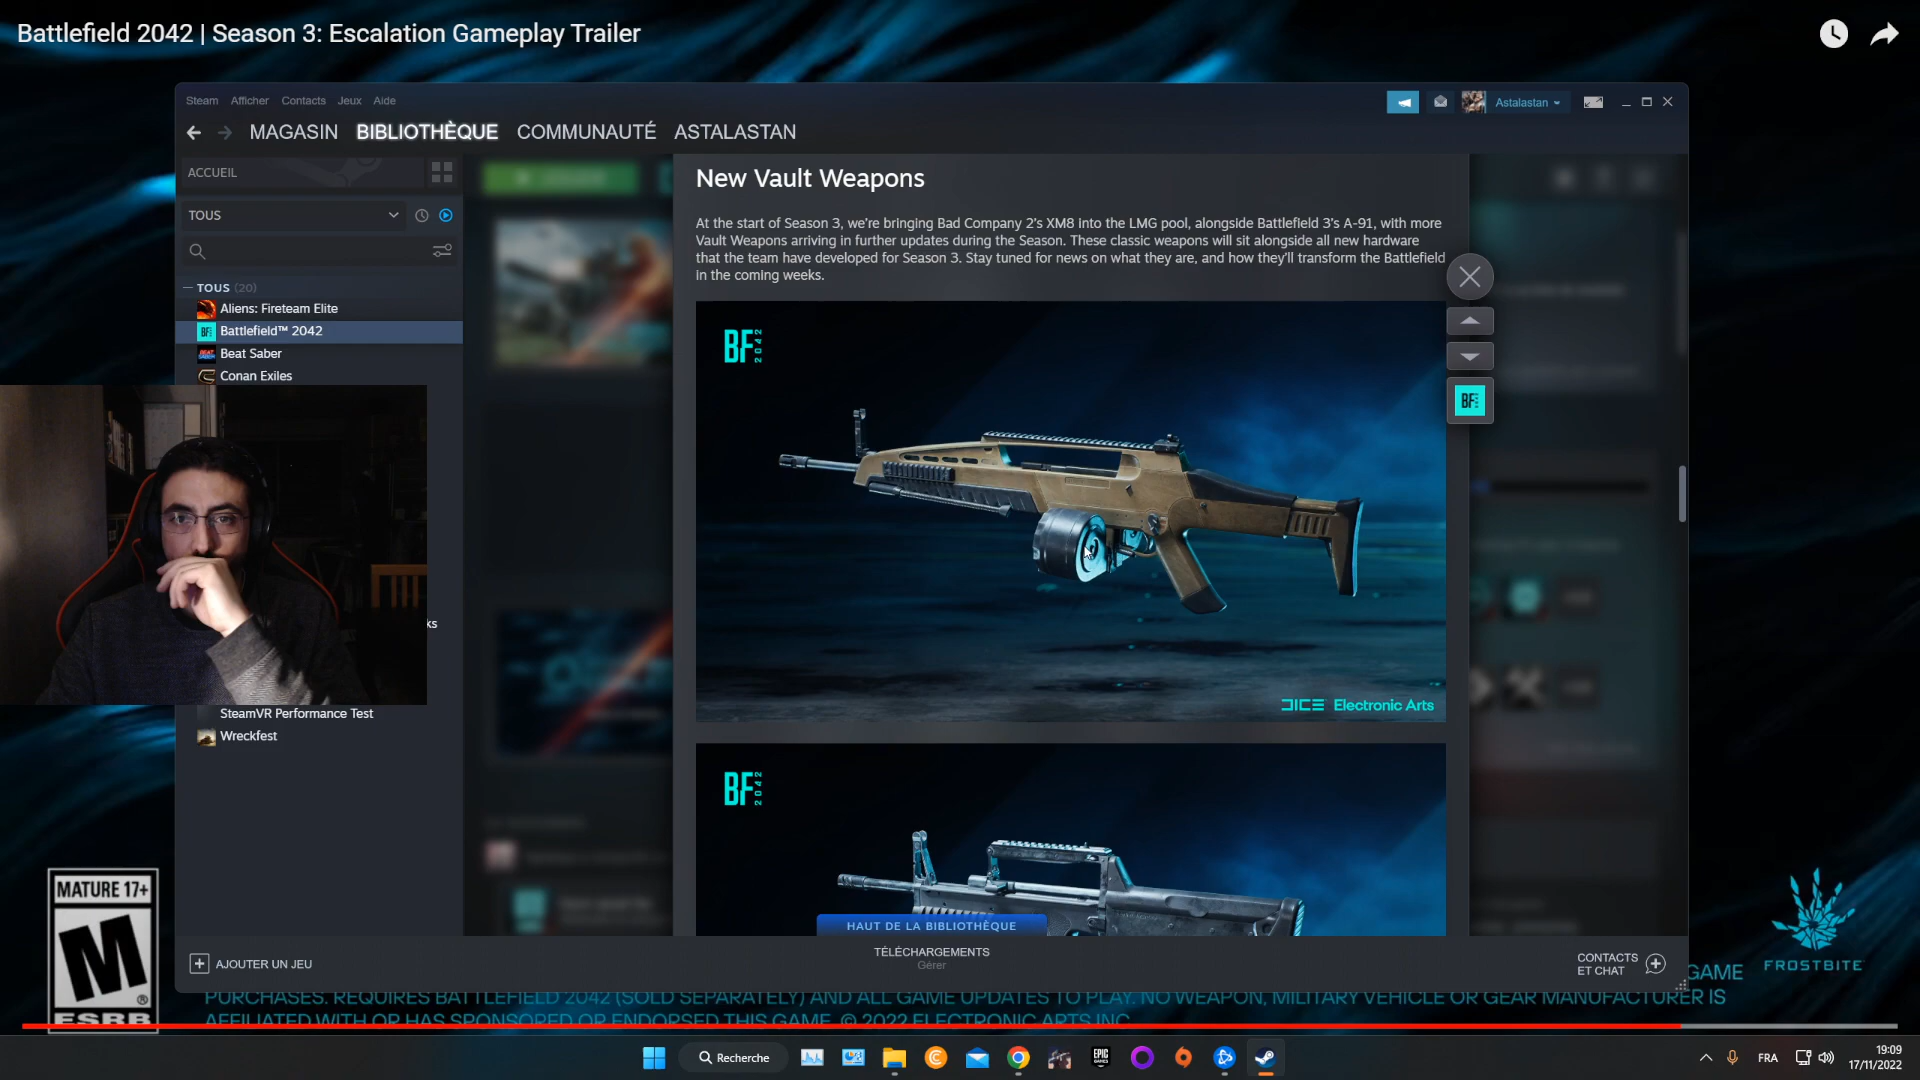 Battlefield 2042 | Season 3: Escalation Gameplay Trailer
Steam Afficher Contacts Jeux Aide
Astalastan
MAGASIN BIBLIOTHÈQUE COMMUNAUTÉ ASTALASTAN
ACCUEIL
TOUS
TOUS (20)
Aliens: Fireteam Elite
Battlefield™ 2042
Beat Saber
Conan Exiles
ks
SteamVR Performance Test
Wreckfest
New Vault Weapons
At the start of Season 3, we're bringing Bad Company 2's XM8 into the LMG pool, alongside Battlefield 3's A-91, with more
Vault Weapons arriving in further updates during the Season. These classic weapons will sit alongside all new hardware
that the team have developed for Season 3. Stay tuned for news on what they are, and how they'll transform the Battlefield
in the coming weeks.
BF 2042
BF
DICE Electronic Arts
BF 2042
HAUT DE LA BIBLIOTHÈQUE
AJOUTER UN JEU
TÉLÉCHARGEMENTS
Gérer
CONTACTS
ET CHAT
MATURE 17+
M
®
ESRB
GAME
PURCHASES. REQUIRES BATTLEFIELD 2042 (SOLD SEPARATELY) AND ALL GAME UPDATES TO PLAY. NO WEAPON, MILITARY VEHICLE OR GEAR MANUFACTURER IS
AFFILIATED WITH OR HAS SPONSORED OR ENDORSED THIS GAME. © 2022 ELECTRONIC ARTS INC.
FROSTBITE
Recherche
EPIC GAMES
FRA
19:09
17/11/2022